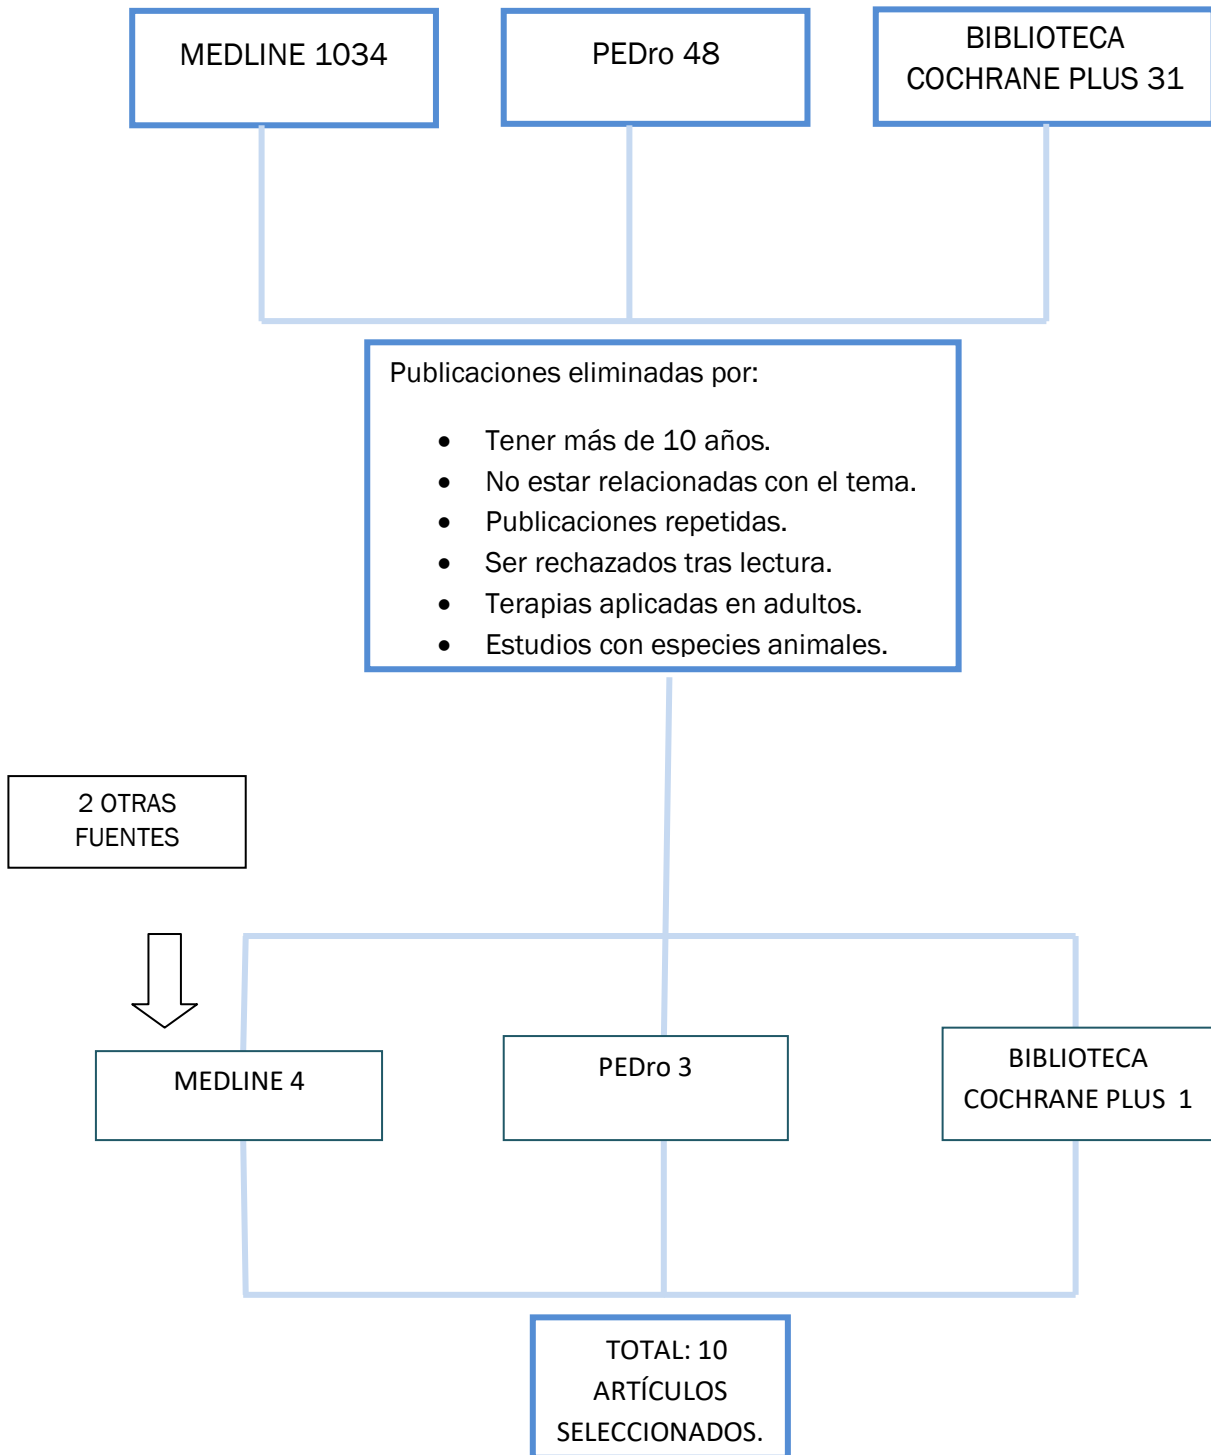 MEDLINE 1034
PEDro 48
BIBLIOTECA
COCHRANE PLUS 31
Publicaciones eliminadas por:
• Tener más de 10 años.
• No estar relacionadas con el tema.
• Publicaciones repetidas.
• Ser rechazados tras lectura.
• Terapias aplicadas en adultos.
• Estudios con especies animales.
2 OTRAS
FUENTES
MEDLINE 4
PEDro 3
BIBLIOTECA
COCHRANE PLUS 1
TOTAL: 10
ARTÍCULOS
SELECCIONADOS.